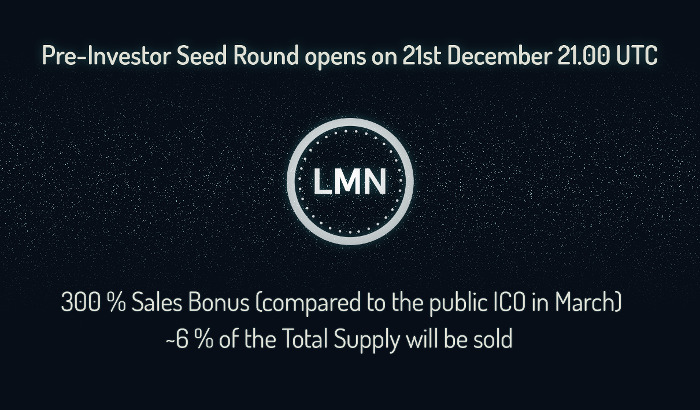 Pre-Investor Seed Round opens on 21st December 21.00 UTC
LMN
300 % Sales Bonus (compared to the public ICO in March)
~6 % of the Total Supply will be sold